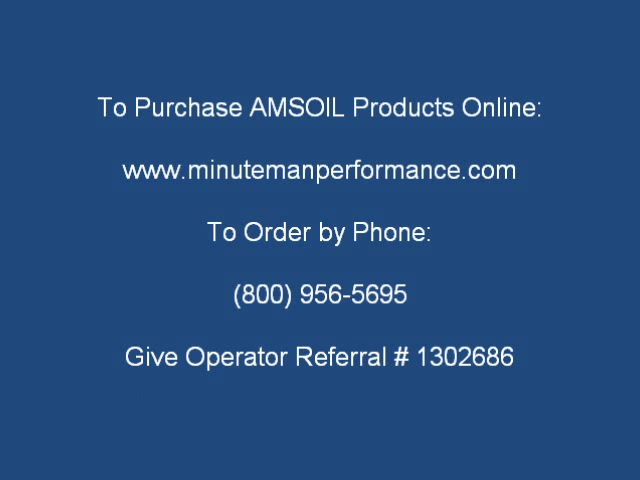 To Purchase AMSOIL Products Online:
www.minutemanperformance.com
To Order by Phone:
(800) 956-5695
Give Operator Referral # 1302686